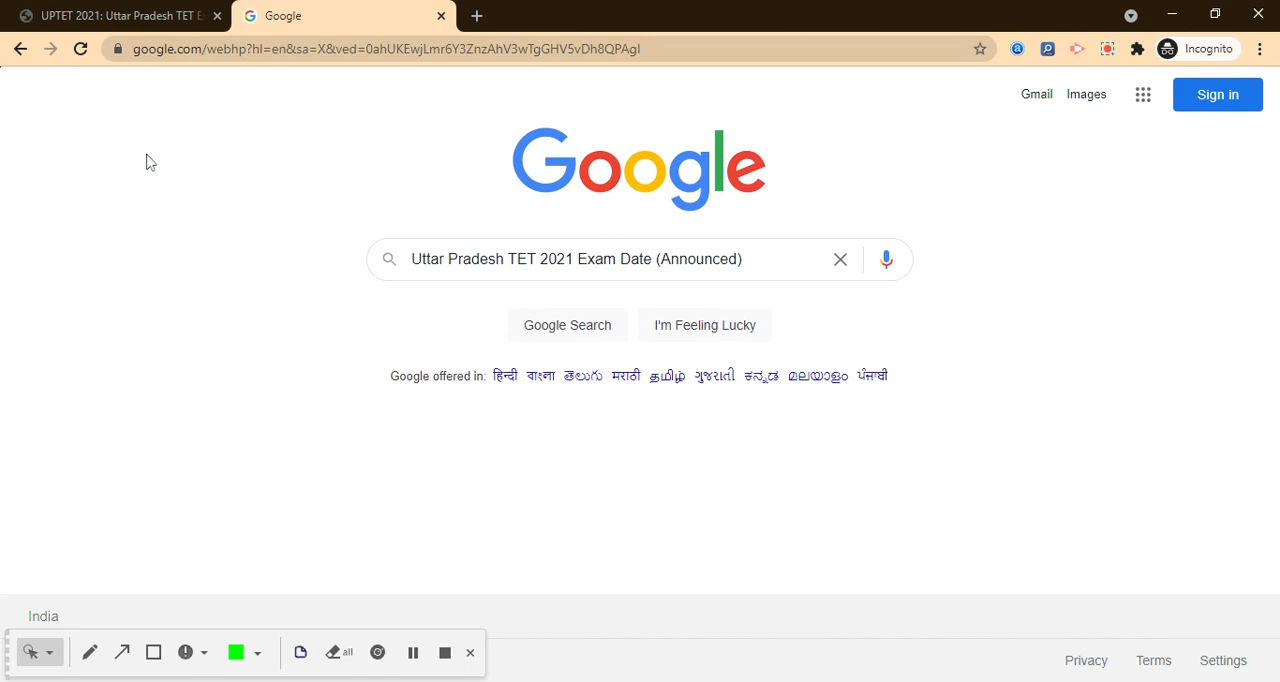 UPTET 2021: Uttar Pradesh TET E
Google
google.com/webhp?hl=en&sa=X&ved=0ahUKEwjLmr6Y3ZnzAhV3wTgGHV5vDh8QPAgI
Incognito
Gmail Images Sign in
Google
Uttar Pradesh TET 2021 Exam Date (Announced)
Google Search I'm Feeling Lucky
Google offered in: हिन्दी বাংলা తెలుగు मराठी தமிழ் ગુજરાતી ಕನ್ನಡ മലയാളം ਪੰਜਾਬੀ
India
all
Privacy Terms Settings